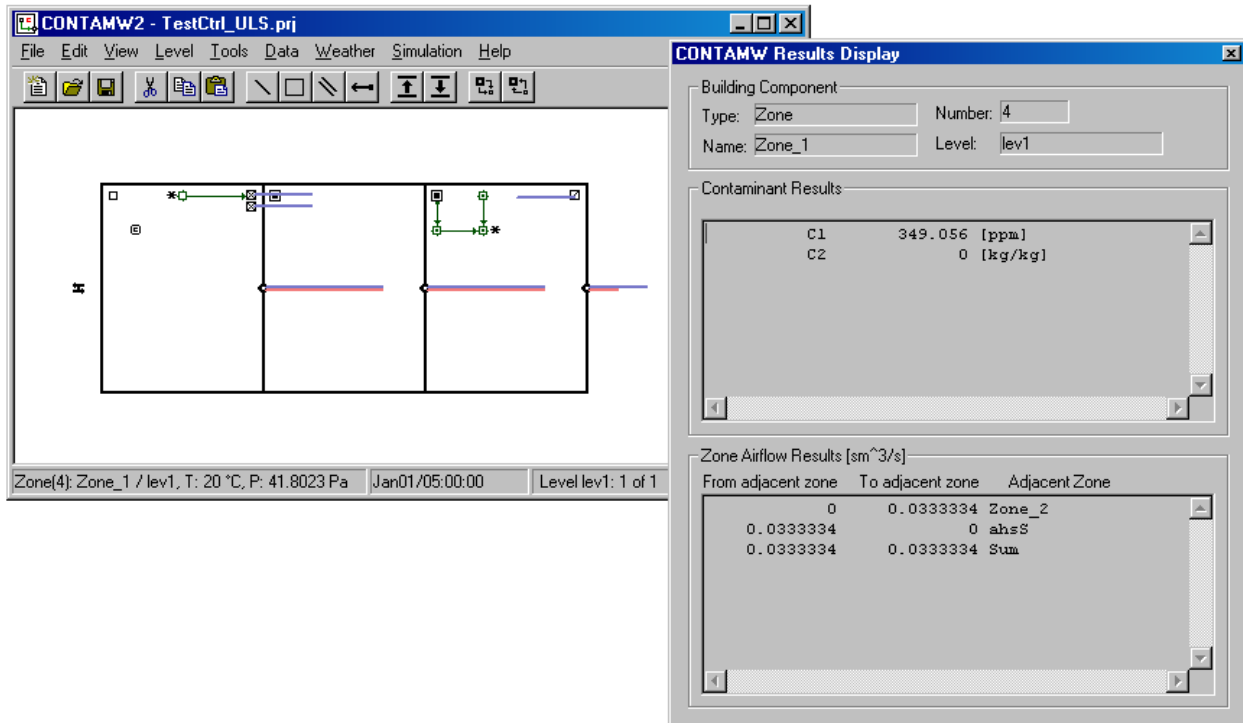 CONTAMW2 - TestCtrl_ULS.prj
File Edit View Level Tools Data Weather Simulation Help
Zone(4): Zone_1 / lev1, T: 20 °C, P: 41.8023 Pa Jan01/05:00:00 Level lev1: 1 of 1
CONTAMW Results Display
Building Component
Type: Zone Number: 4
Name: Zone_1 Level: lev1
Contaminant Results
C1 349.056 [ppm]
C2 0 [kg/kg]
Zone Airflow Results [sm^3/s]
From adjacent zone To adjacent zone Adjacent Zone
0 0.0333334 Zone_2
0.0333334 0 ahsS
0.0333334 0.0333334 Sum